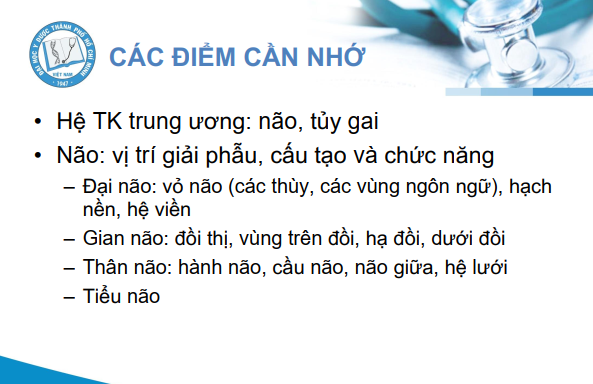 ĐẠI HỌC Y DƯỢC THÀNH PHỐ HỒ CHÍ MINH
VIỆT NAM
1947
CÁC ĐIỂM CẦN NHỚ
• Hệ TK trung ương: não, tủy gai
• Não: vị trí giải phẫu, cấu tạo và chức năng
– Đại não: vỏ não (các thùy, các vùng ngôn ngữ), hạch
nền, hệ viền
– Gian não: đồi thị, vùng trên đồi, hạ đồi, dưới đồi
– Thân não: hành não, cầu não, não giữa, hệ lưới
– Tiểu não